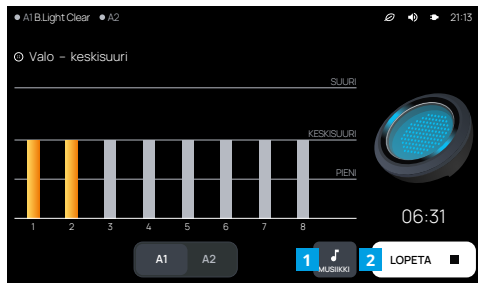 A1 B.Light Clear A2 21:13
Valo – keskisuuri
SUURI
KESKISUURI
PIENI
1 2 3 4 5 6 7 8
06:31
A1 A2
1 MUSIIKKI
2 LOPETA